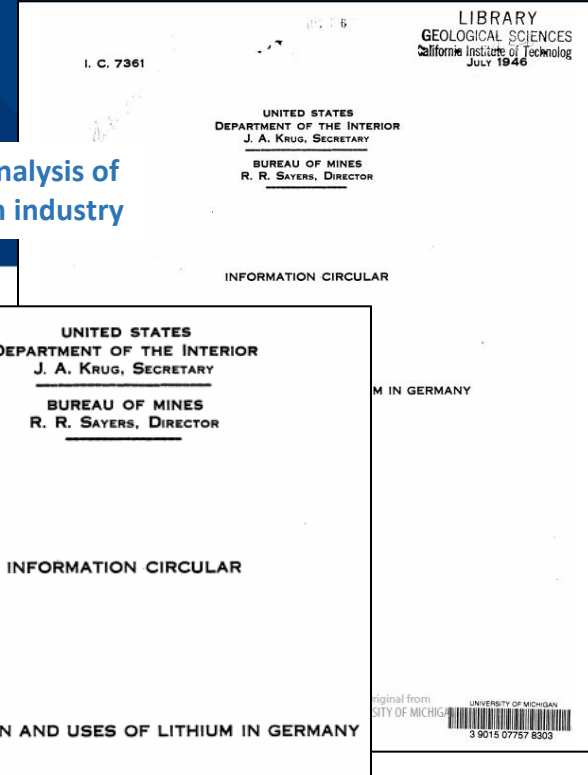 LIBRARY
GEOLOGICAL SCIENCES
California Institute of Technolog
JULY 1946
I. C. 7361
UNITED STATES
DEPARTMENT OF THE INTERIOR
J. A. KRUG, SECRETARY
BUREAU OF MINES
R. R. SAYERS, DIRECTOR
nalysis of
n industry
INFORMATION CIRCULAR
M IN GERMANY
UNITED STATES
DEPARTMENT OF THE INTERIOR
J. A. KRUG, SECRETARY
BUREAU OF MINES
R. R. SAYERS, DIRECTOR
INFORMATION CIRCULAR
N AND USES OF LITHIUM IN GERMANY
riginal from
SITY OF MICHIGA
UNIVERSITY OF MICHIGAN
3 9015 07757 8303